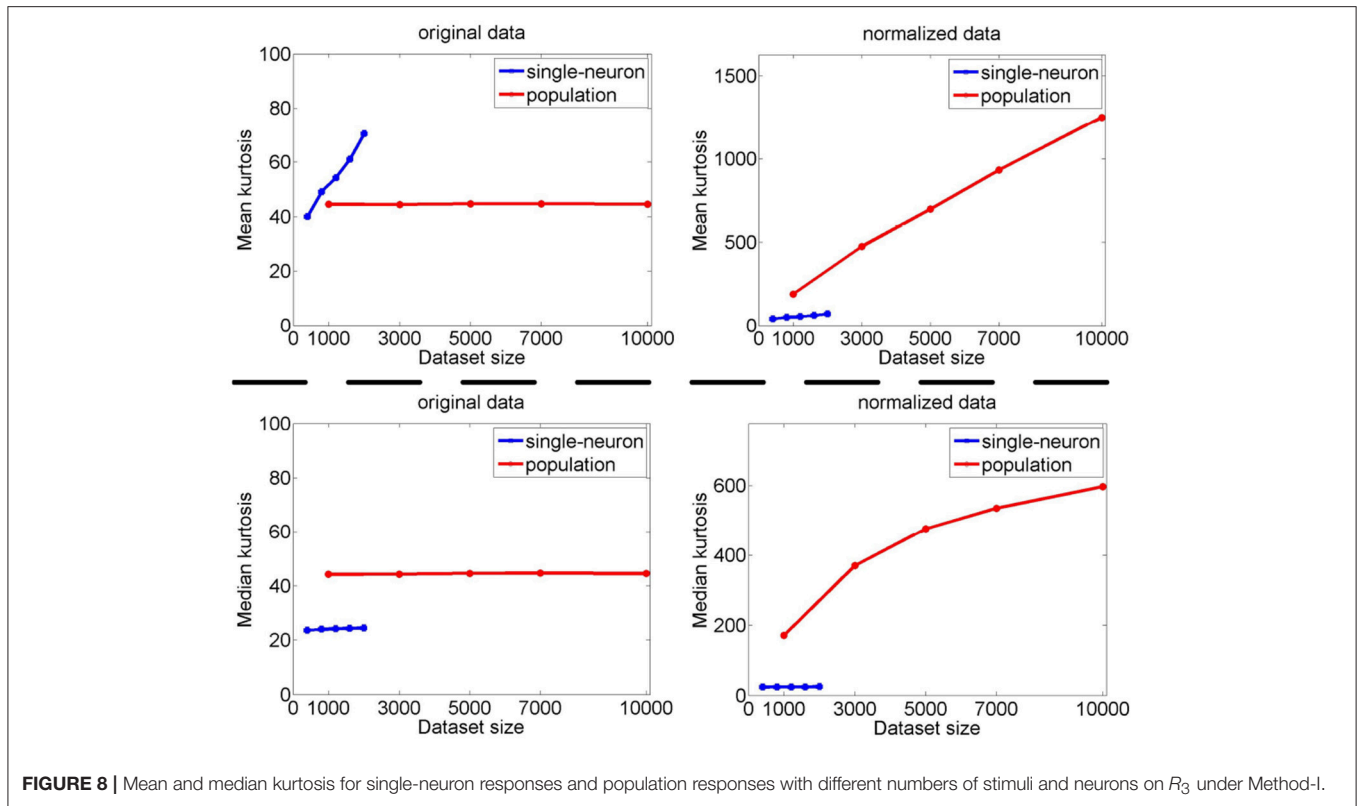 original data
100
80
60
40
20
0
Mean kurtosis
single-neuron
population
0 1000 3000 5000 7000 10000
Dataset size
normalized data
1500
1000
500
0
Mean kurtosis
single-neuron
population
0 1000 3000 5000 7000 10000
Dataset size
original data
100
80
60
40
20
0
Median kurtosis
single-neuron
population
0 1000 3000 5000 7000 10000
Dataset size
normalized data
600
400
200
0
Median kurtosis
single-neuron
population
0 1000 3000 5000 7000 10000
Dataset size
FIGURE 8 | Mean and median kurtosis for single-neuron responses and population responses with different numbers of stimuli and neurons on R3 under Method-I.